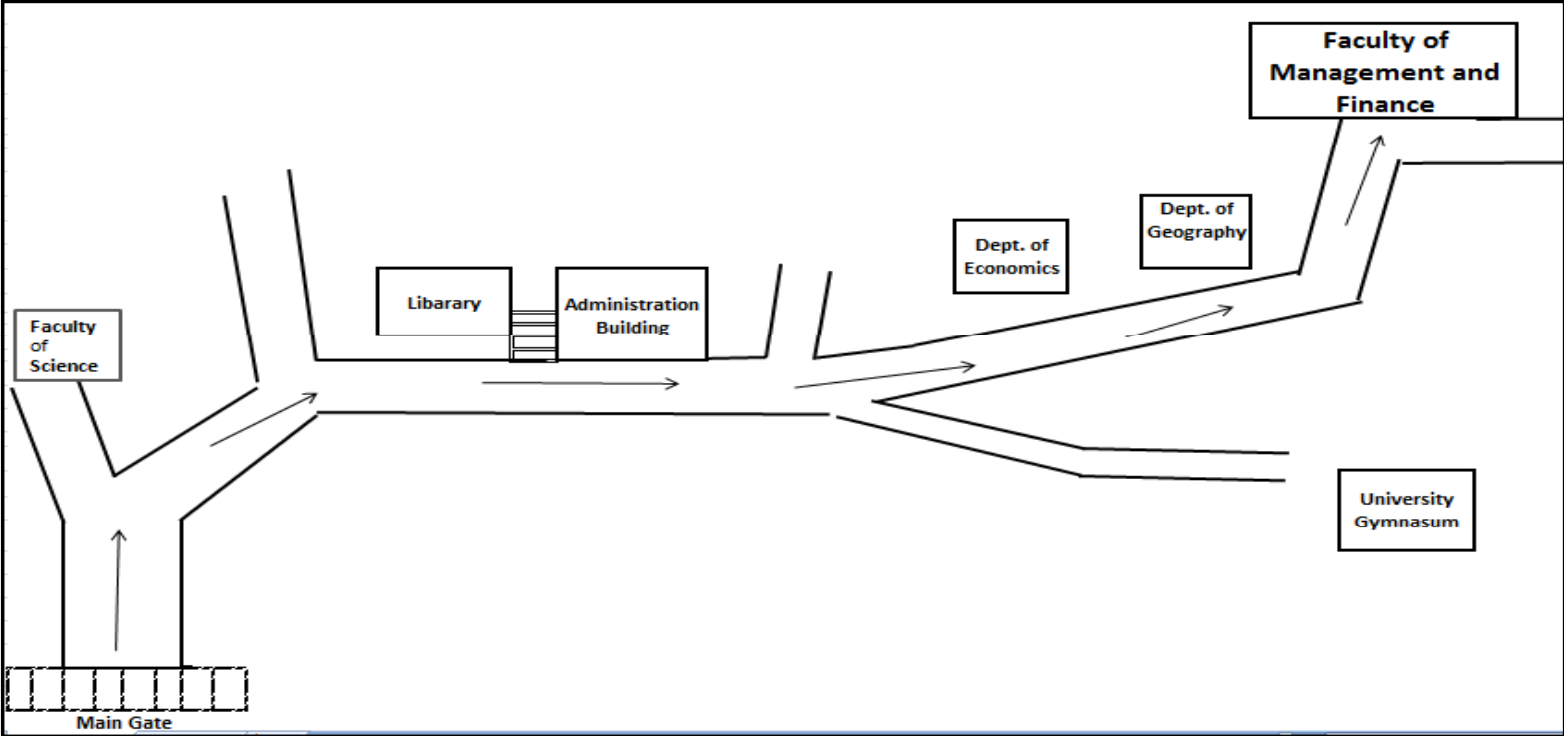 Faculty of
Management and
Finance
Dept. of
Geography
Dept. of
Economics
Libarary
Administration
Building
Faculty
of
Science
University
Gymnasum
Main Gate